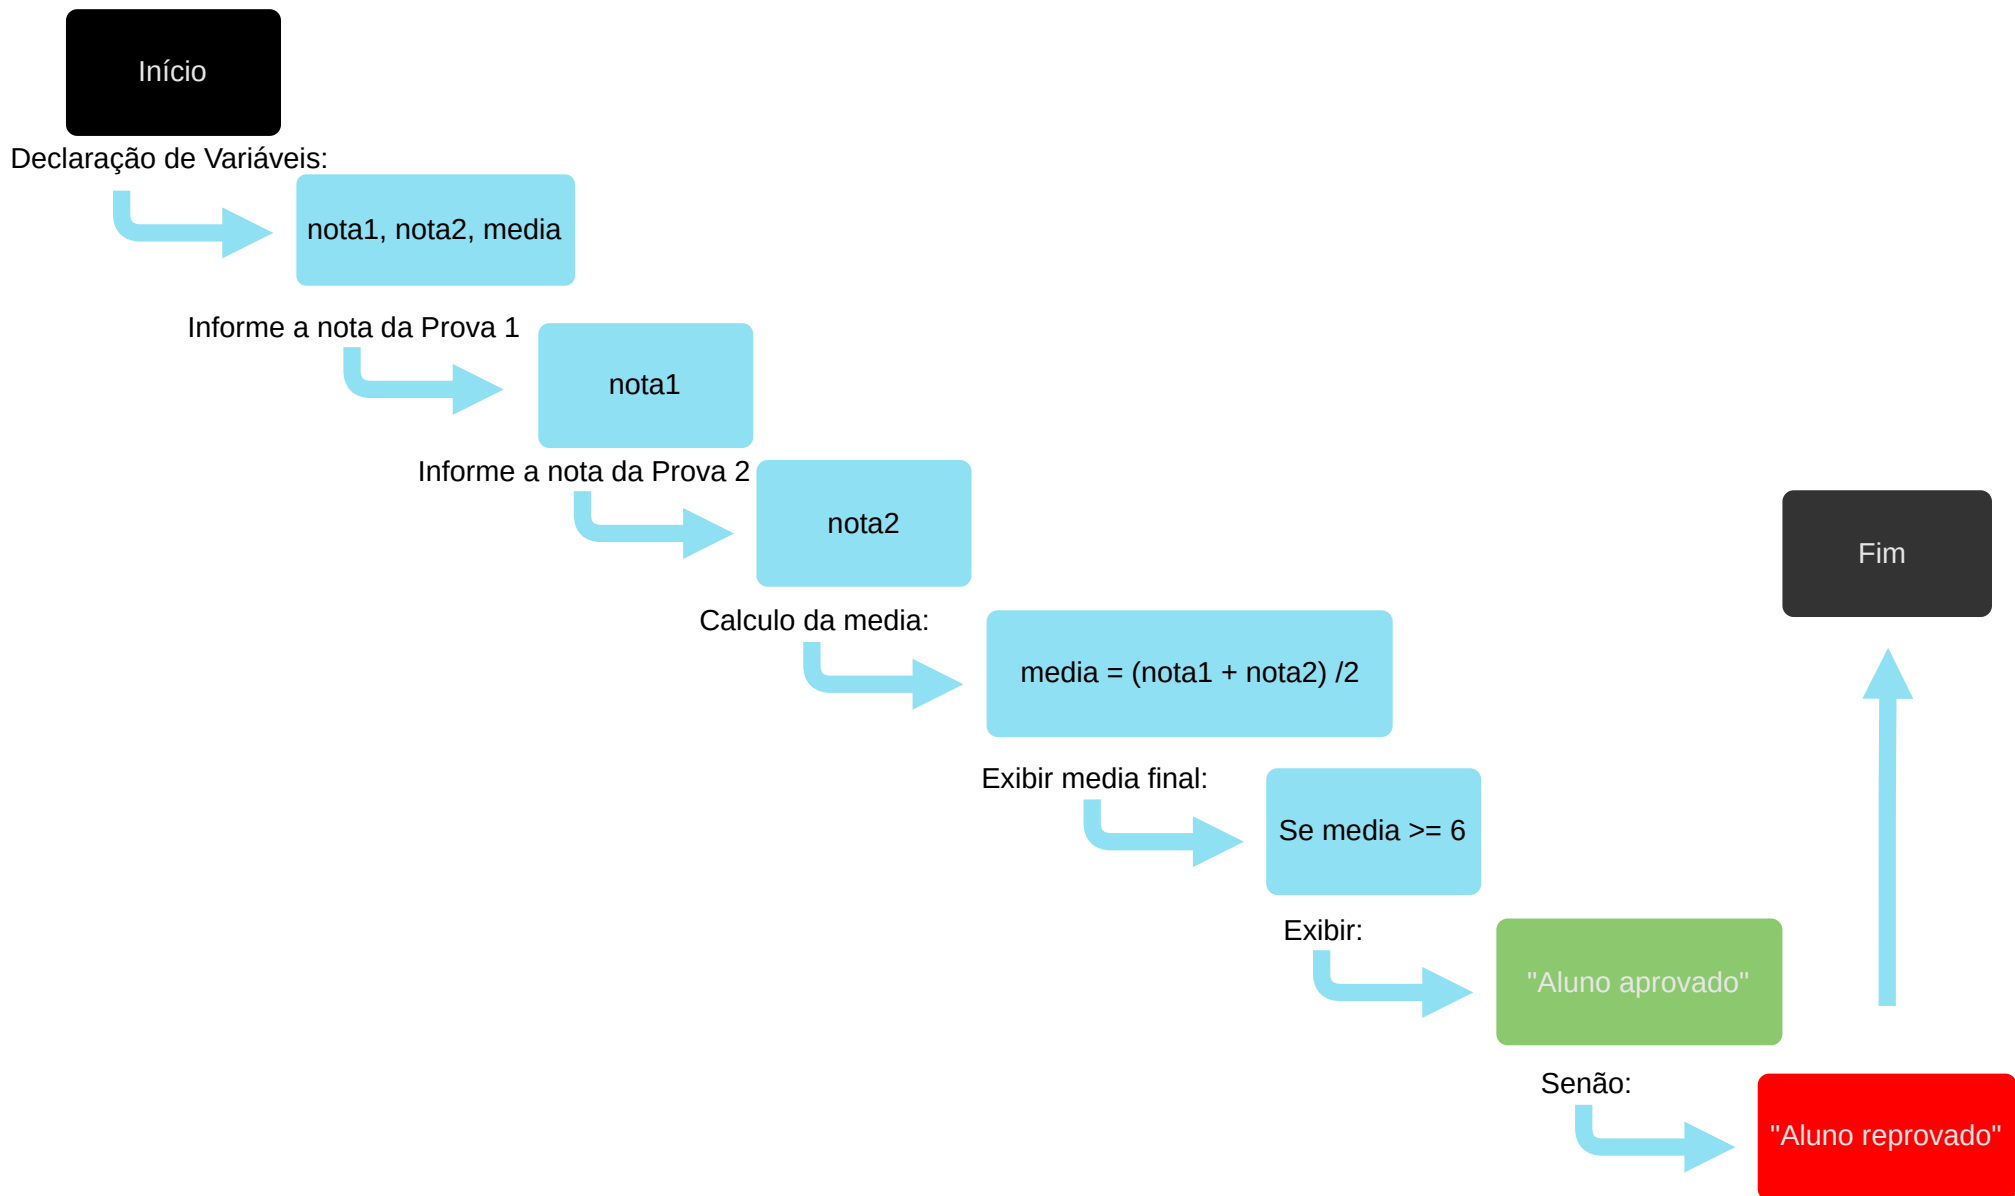 Início
Declaração de Variáveis:
nota1, nota2, media
Informe a nota da Prova 1
nota1
Informe a nota da Prova 2
nota2
Calculo da media:
media = (nota1 + nota2) /2
Exibir media final:
Se media >= 6
Exibir:
"Aluno aprovado"
Senão:
"Aluno reprovado"
Fim